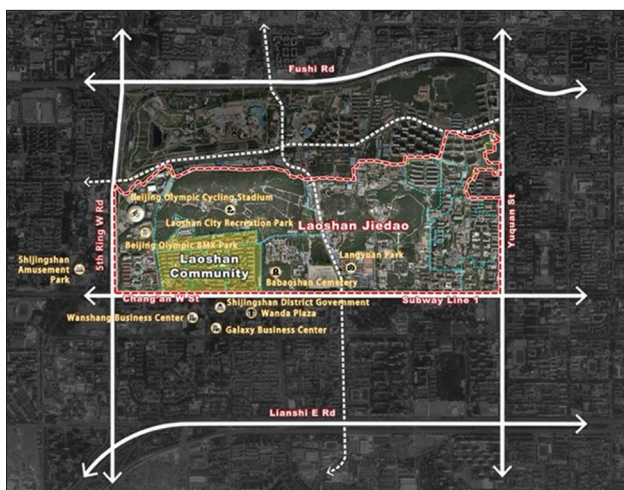 Fushi Rd
5th Ring W Rd
Yuquan St
Beijing Olympic Cycling Stadium
Laoshan City Recreation Park
Laoshan Jiedao
Beijing Olympic BMX Park
Laoshan
Community
Langyuan Park
Shijingshan
Amusement
Park
Babaoshan Cemetery
Chang'an W St
Subway Line 1
Shijingshan District Government
Wanshang Business Center
Wanda Plaza
Galaxy Business Center
Lianshi E Rd